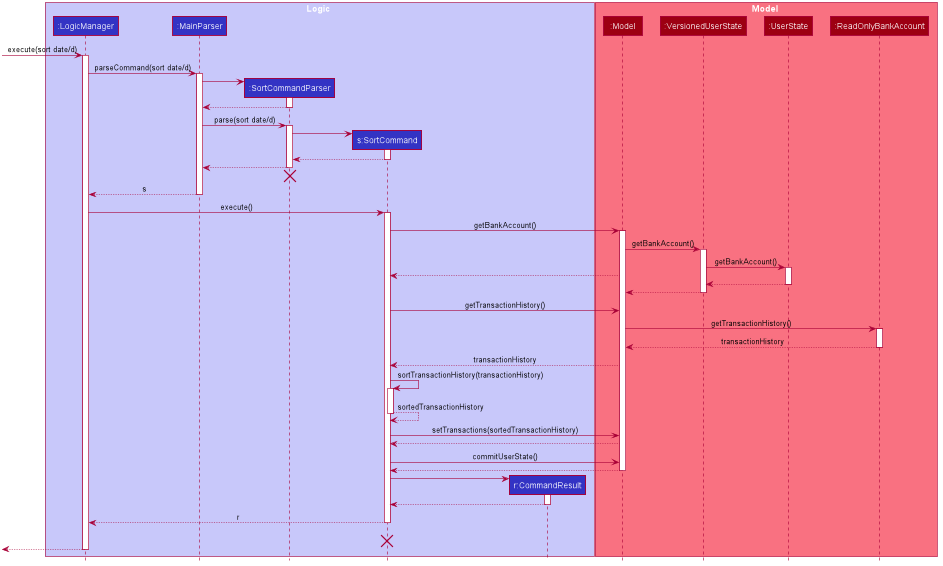 Logic
Model
:LogicManager
:MainParser
:Model
:VersionedUserState
:UserState
:ReadOnlyBankAccount
execute(sort date/d)
parseCommand(sort date/d)
:SortCommandParser
parse(sort date/d)
s:SortCommand
s
execute()
getBankAccount()
getBankAccount()
getBankAccount()
getTransactionHistory()
getTransactionHistory()
transactionHistory
transactionHistory
sortTransactionHistory(transactionHistory)
sortedTransactionHistory
setTransactions(sortedTransactionHistory)
commitUserState()
r:CommandResult
r